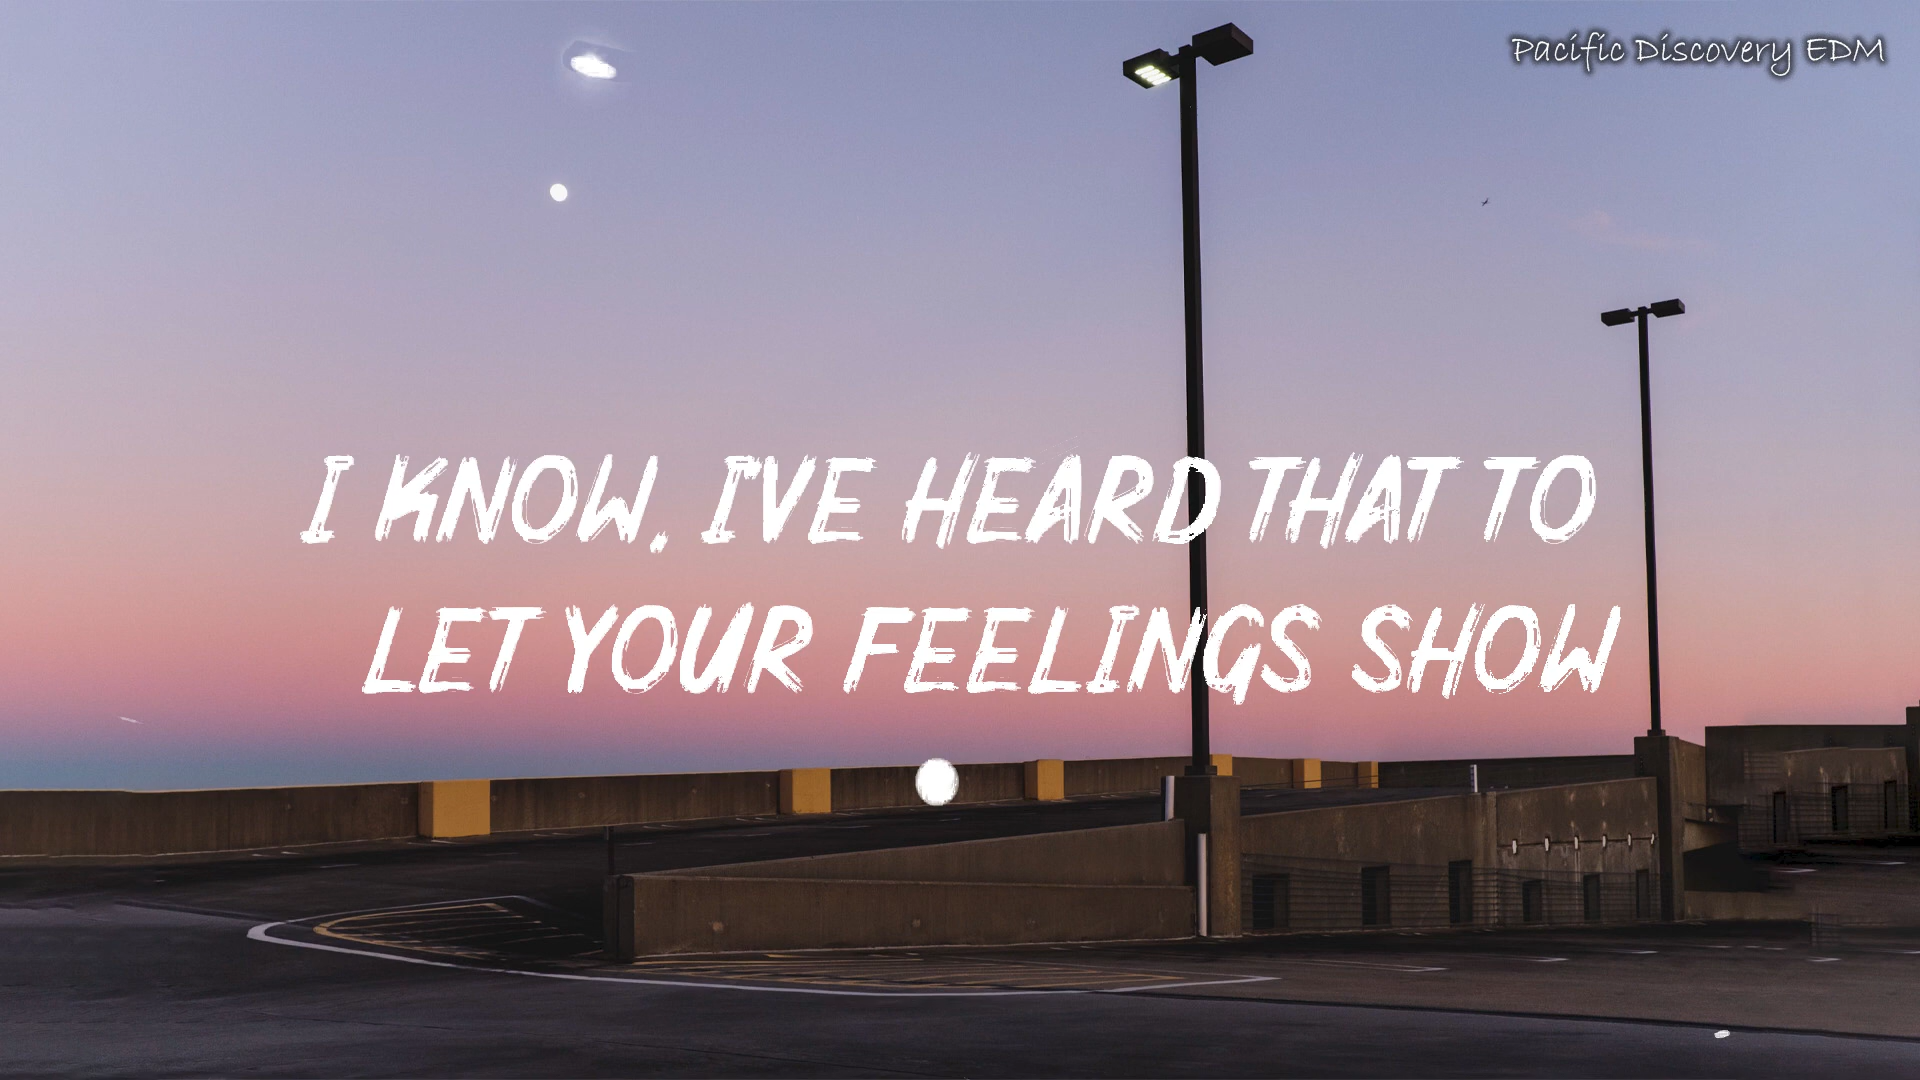 Pacific Discovery EDM
I KNOW, I'VE HEARD THAT TO
LET YOUR FEELINGS SHOW